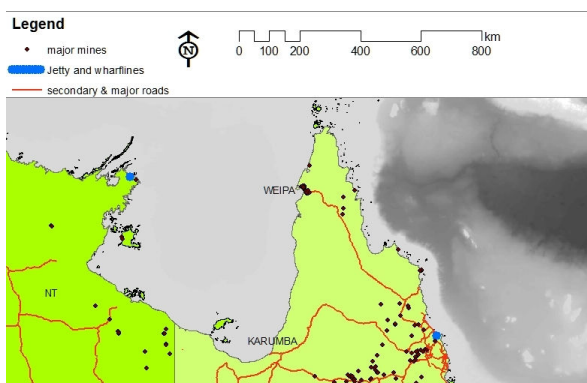 Legend
major mines
Jetty and wharflines
secondary & major roads
N
km
0 100 200 400 600 800
WEIPA
NT
KARUMBA